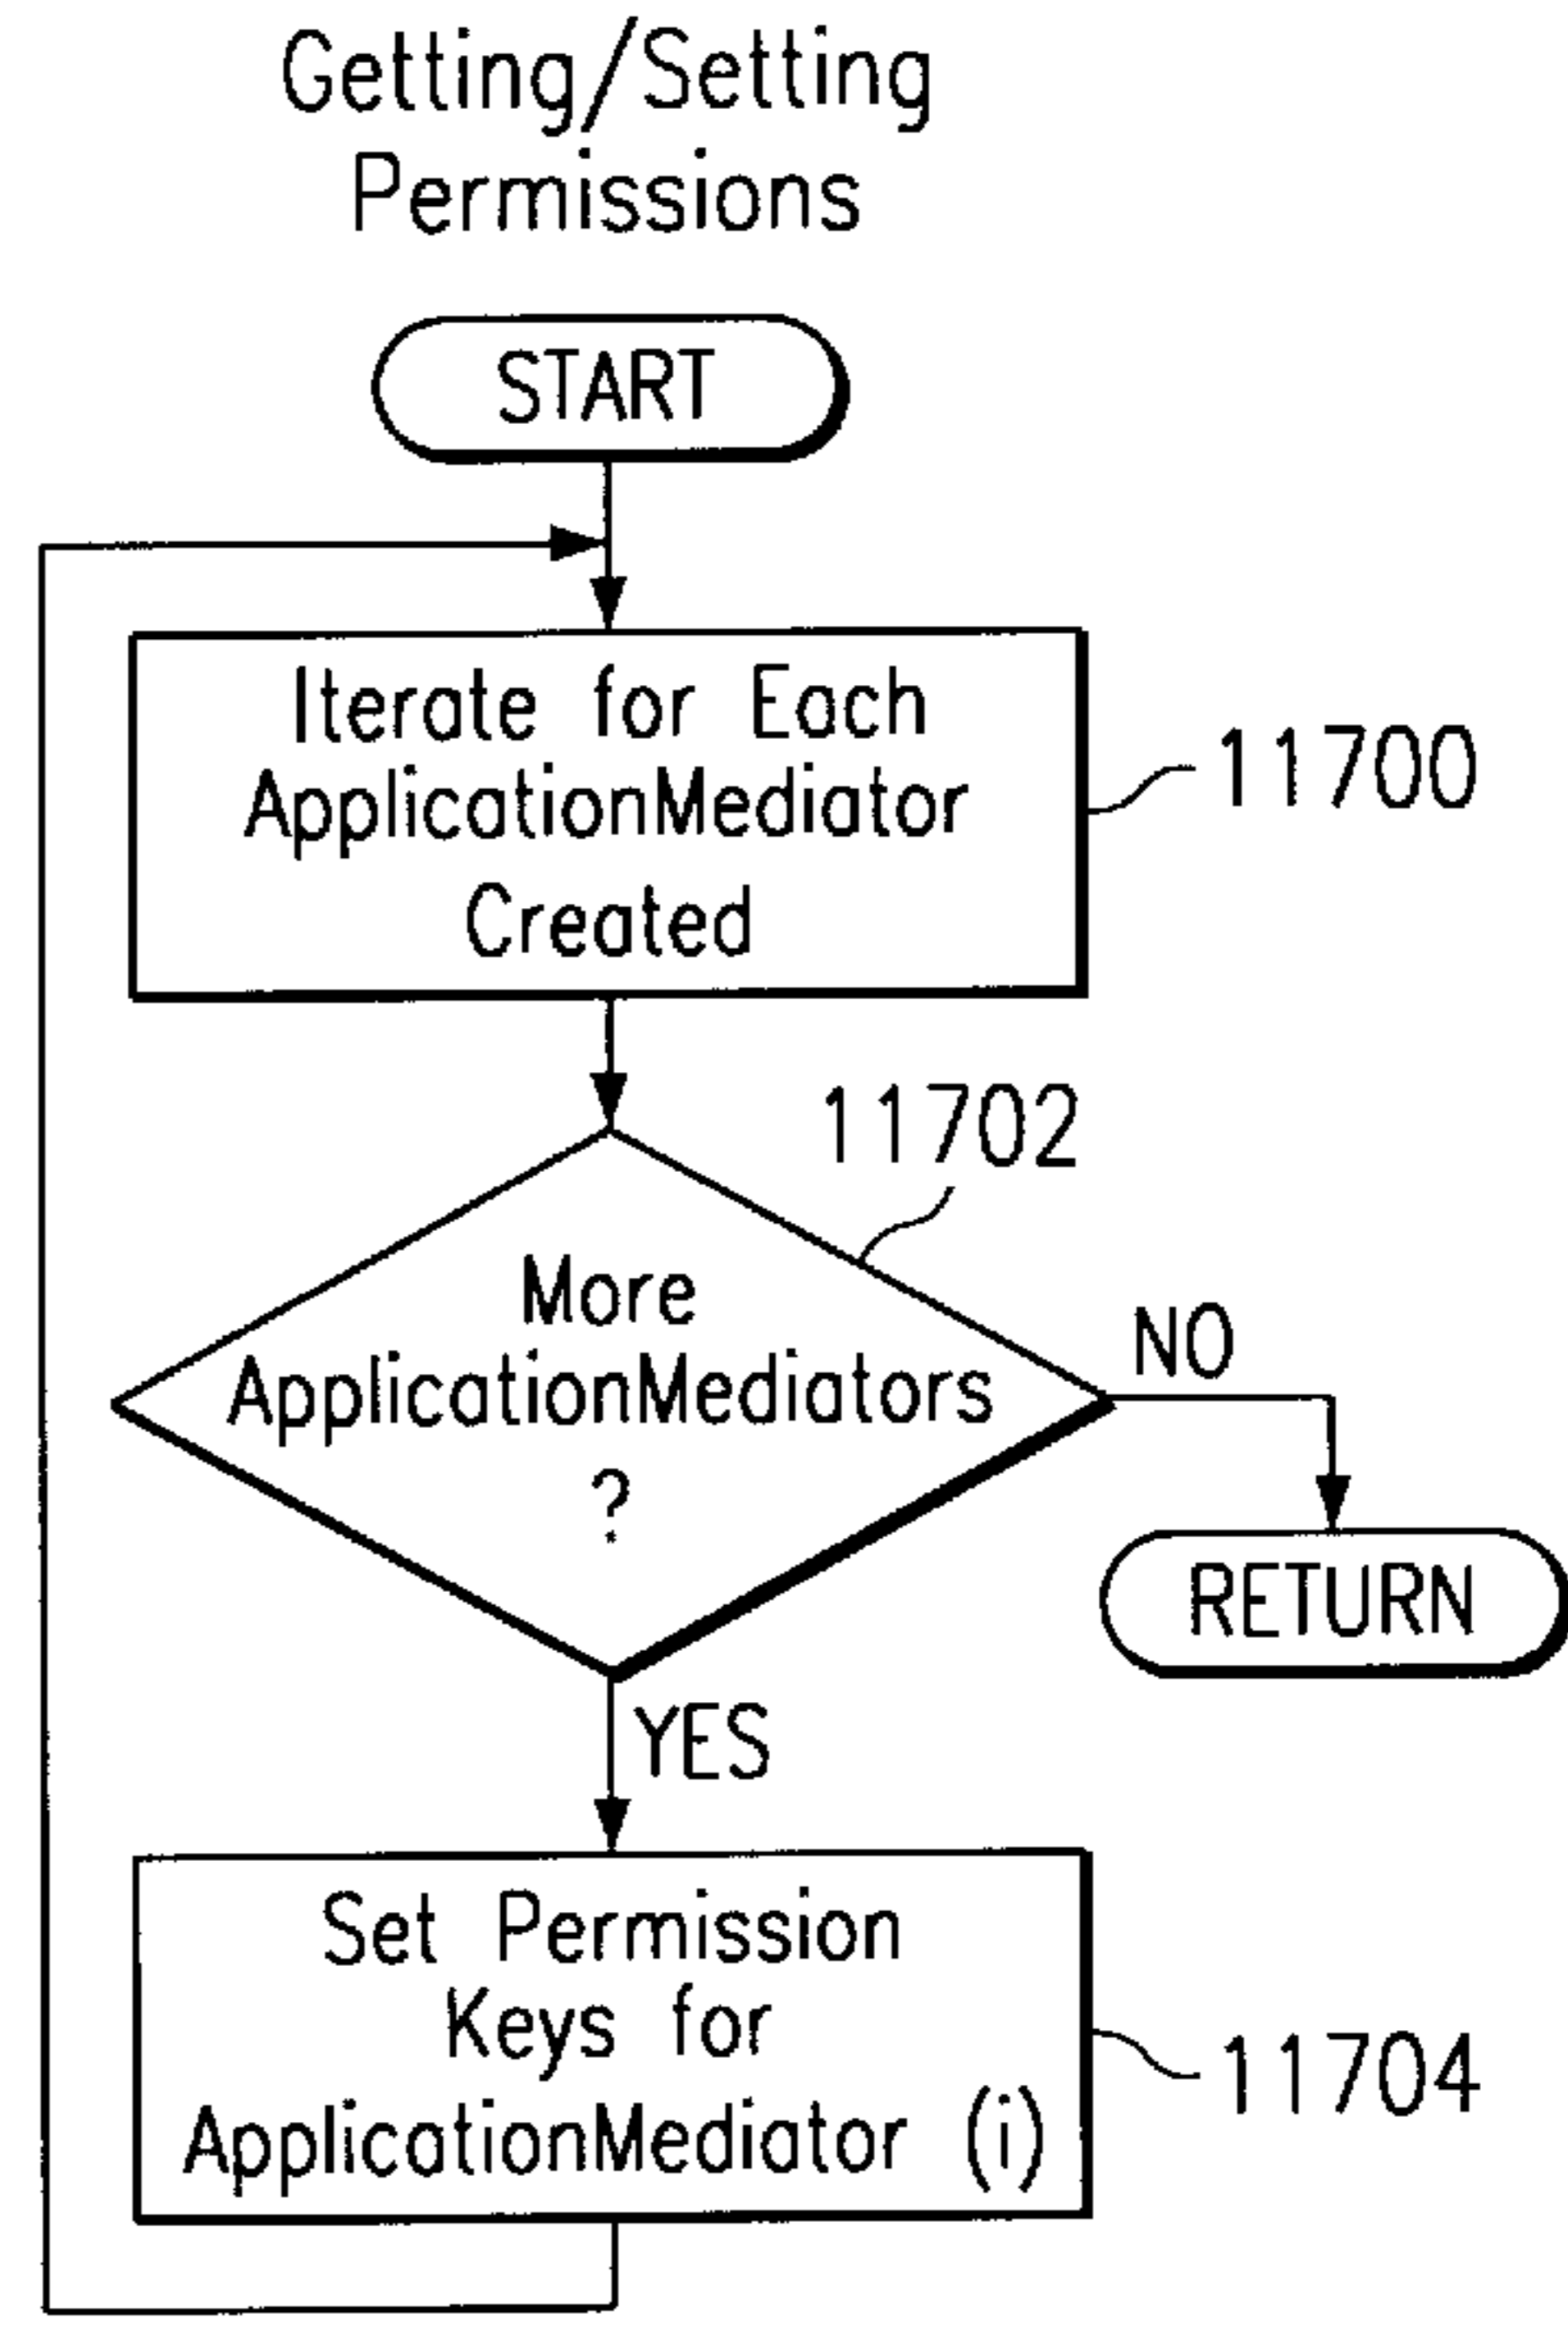 Getting/Setting
Permissions
START
Iterate for Each
ApplicationMediator
Created
11700
11702
More
ApplicationMediators
?
NO
RETURN
YES
Set Permission
Keys for
ApplicationMediator (i)
11704